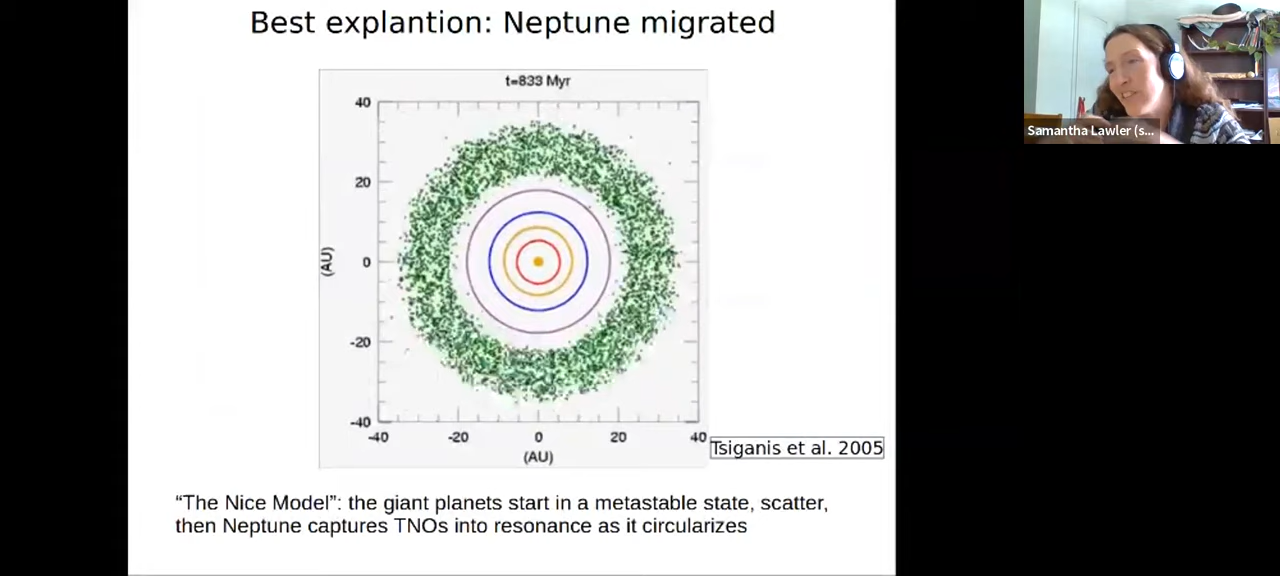 Best explantion: Neptune migrated
t=833 Myr
40
20
0
-20
-40
(AU)
-40
-20
0
20
40
(AU)
Tsiganis et al. 2005
“The Nice Model”: the giant planets start in a metastable state, scatter,
then Neptune captures TNOs into resonance as it circularizes
Samantha Lawler (s...